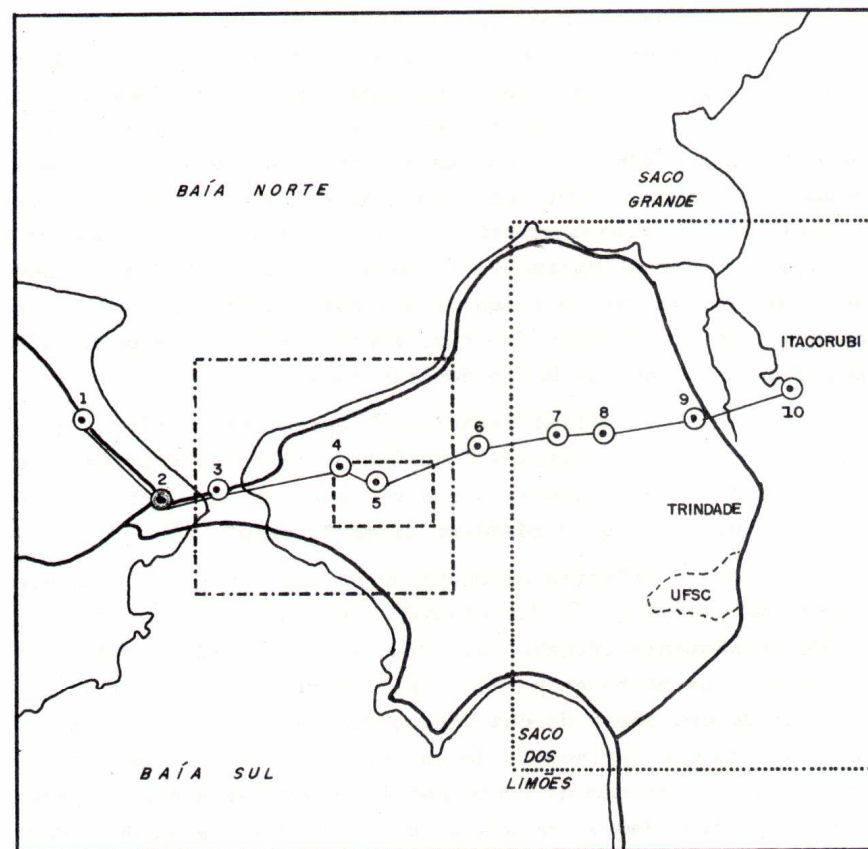 BAÍA NORTE
SACO
GRANDE
ITACORUBI
1
2
3
4
5
6
7
8
9
10
TRINDADE
UFSC
SACO
DOS
LIMÕES
BAÍA SUL